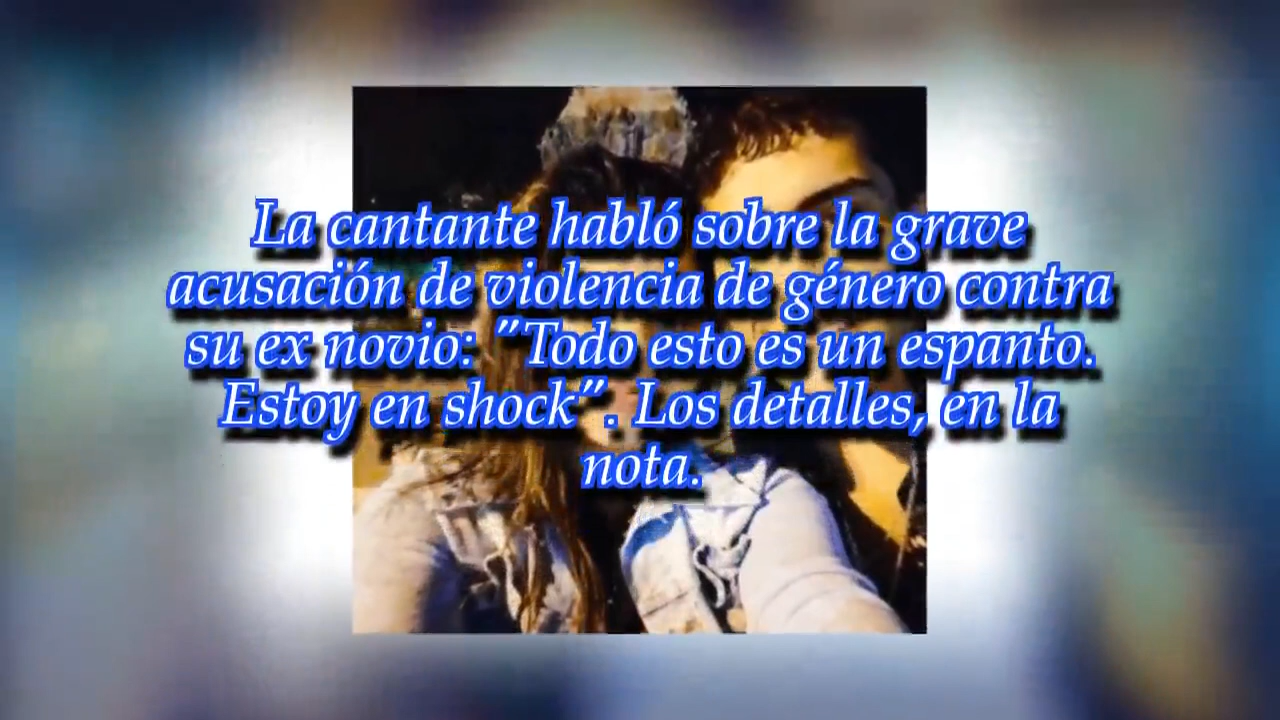 La cantante habló sobre la grave
acusación de violencia de género contra
su ex novio: "Todo esto es un espanto.
Estoy en shock". Los detalles, en la
nota.